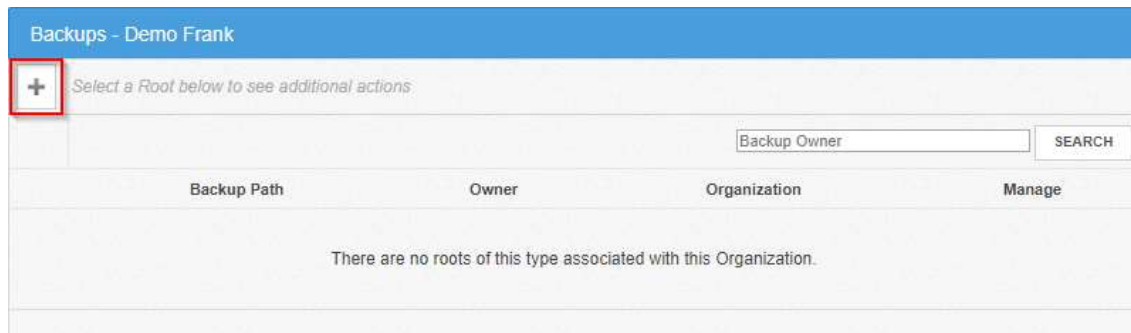 Backups - Demo Frank
+ Select a Root below to see additional actions
Backup Owner SEARCH
Backup Path Owner Organization Manage
There are no roots of this type associated with this Organization.